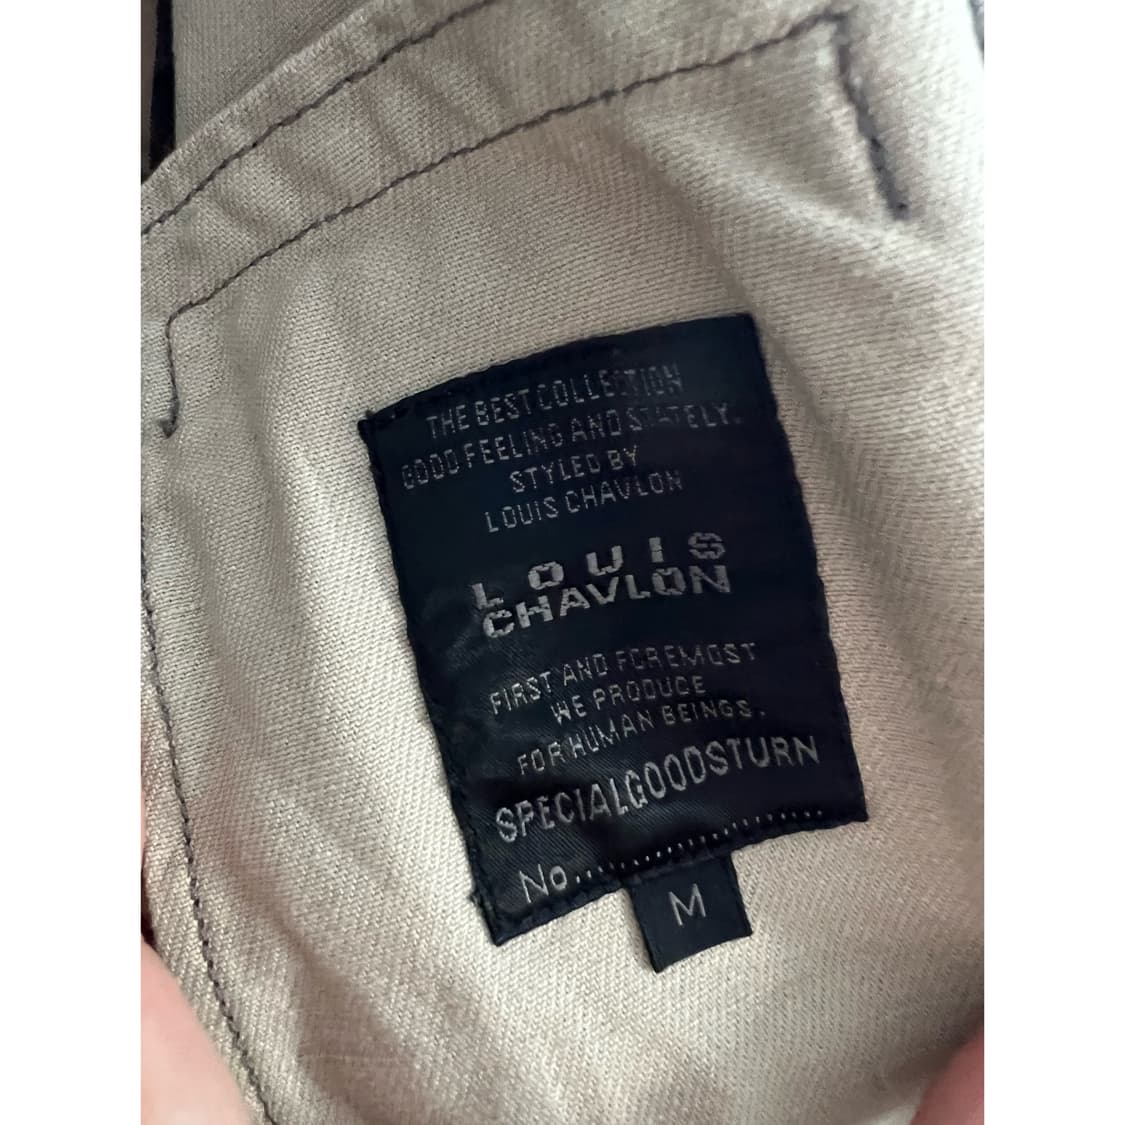 THE BEST COLLECTION
GOOD FEELING AND STATELY.
STYLED BY
LOUIS CHAVLON
LOUIS
CHAVLON
FIRST AND FOREMOST
WE PRODUCE
FOR HUMAN BEINGS.
SPECIALGOODSTURN
No....................
M